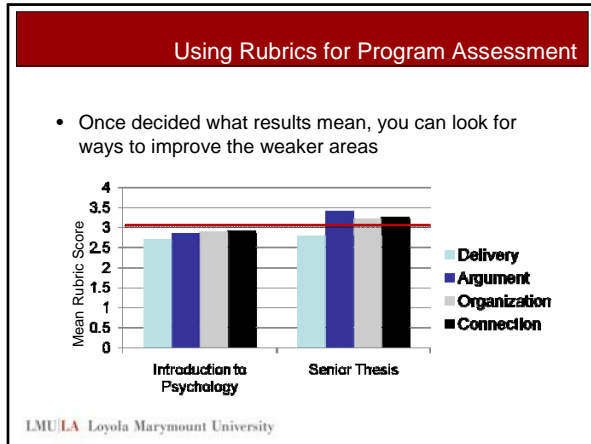 Using Rubrics for Program Assessment
• Once decided what results mean, you can look for
ways to improve the weaker areas
Mean Rubric Score
4
3.5
3
2.5
2
1.5
1
0.5
0
Introduction to
Psychology
Senior Thesis
Delivery
Argument
Organization
Connection
LMU|LA Loyola Marymount University